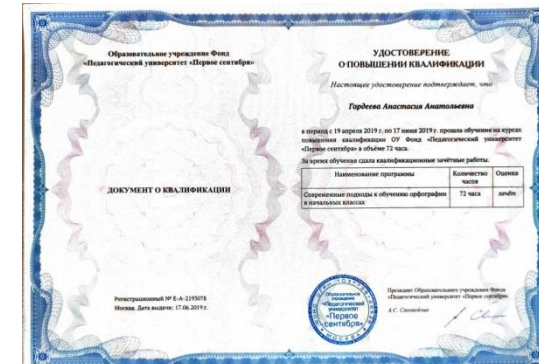 Образовательное учреждение Фонд
«Педагогический университет «Первое сентября»
ДОКУМЕНТ О КВАЛИФИКАЦИИ
Регистрационный № Е-А-2195078
Москва. Дата выдачи: 17.06.2019 г.
УДОСТОВЕРЕНИЕ
О ПОВЫШЕНИИ КВАЛИФИКАЦИИ
Настоящее удостоверение подтверждает, что
Гордеева Анастасия Анатольевна
в период с 19 апреля 2019 г. по 17 июня 2019 г. прошла обучение на курсах
повышения квалификации ОУ Фонд «Педагогический университет
«Первое сентября» в объёме 72 часа.
За время обучения сдала квалификационные зачётные работы.
Наименование программы Количество часов Оценка
Современные подходы к обучению орфографии 72 часа зачёт
в начальных классах
Президент Образовательного учреждения Фонда
«Педагогический университет «Первое сентября»
А.С. Соловейчик
Образовательное
учреждение
«Педагогический
университет
«Первое
сентября»